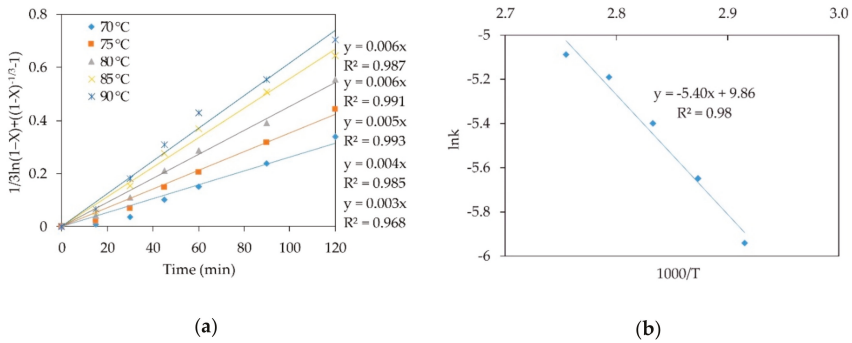 0.8
0.6
0.4
0.2
0
1/3ln(1−X)+((1-X)-1/3-1)
70°C
75°C
80°C
85°C
90°C
y = 0.006x
R² = 0.987
y = 0.006x
R² = 0.991
y = 0.005x
R² = 0.993
y = 0.004x
R² = 0.985
y = 0.003x
R² = 0.968
0 20 40 60 80 100 120
Time (min)
(a)
2.7 2.8 2.9 3.0
-5
-5.2
-5.4
-5.6
-5.8
-6
lnk
y = -5.40x + 9.86
R² = 0.98
1000/T
(b)